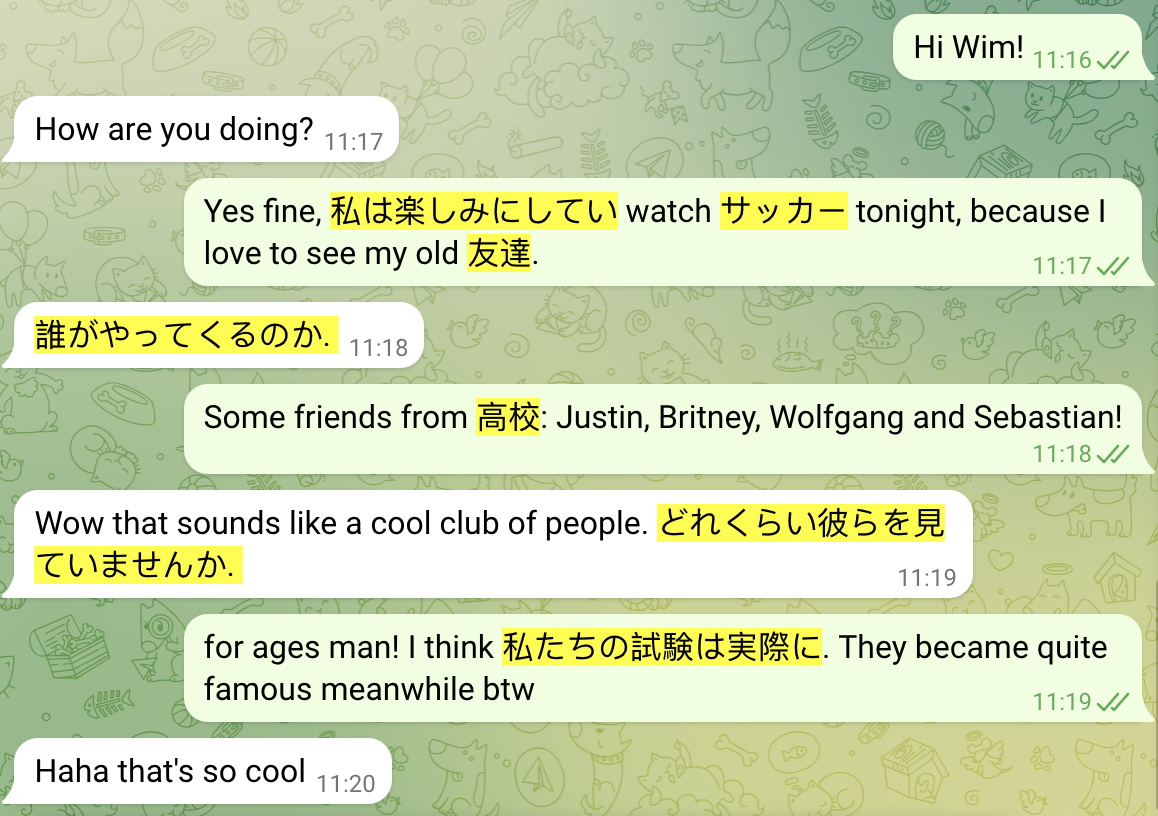 Hi Wim! 11:16
How are you doing? 11:17
Yes fine, 私は楽しみにしてい watch サッカー tonight, because I
love to see my old 友達.
11:17
誰がやってくるのか. 11:18
Some friends from 高校: Justin, Britney, Wolfgang and Sebastian!
11:18
Wow that sounds like a cool club of people. どれくらい彼らを見
ていませんか.
11:19
for ages man! I think 私たちの試験は実際に. They became quite
famous meanwhile btw
11:19
Haha that's so cool 11:20